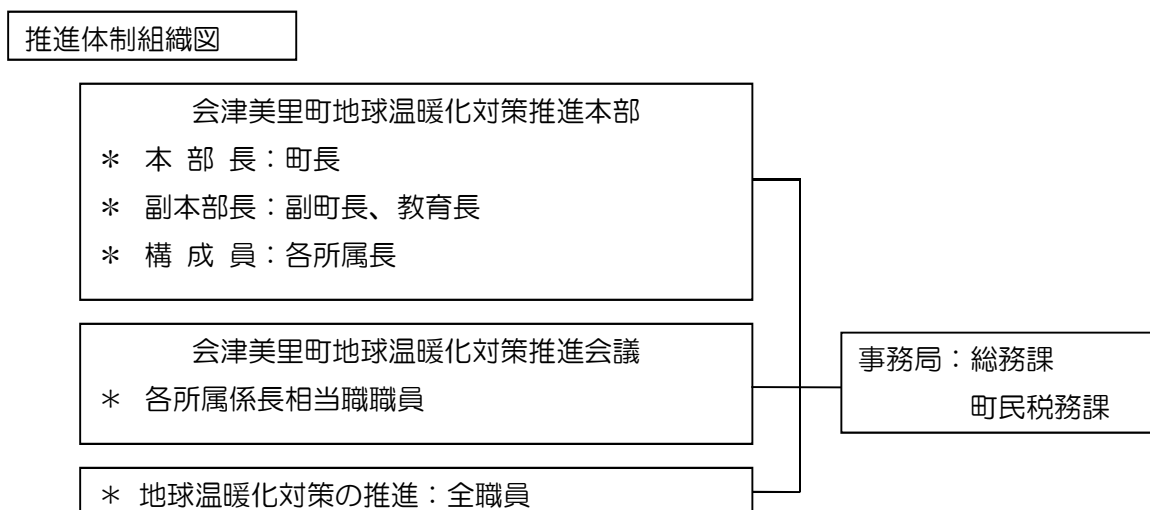 推進体制組織図
会津美里町地球温暖化対策推進本部
＊ 本 部 長：町長
＊ 副本部長：副町長、教育長
＊ 構 成 員：各所属長
会津美里町地球温暖化対策推進会議
＊ 各所属係長相当職職員
事務局：総務課
町民税務課
＊ 地球温暖化対策の推進：全職員